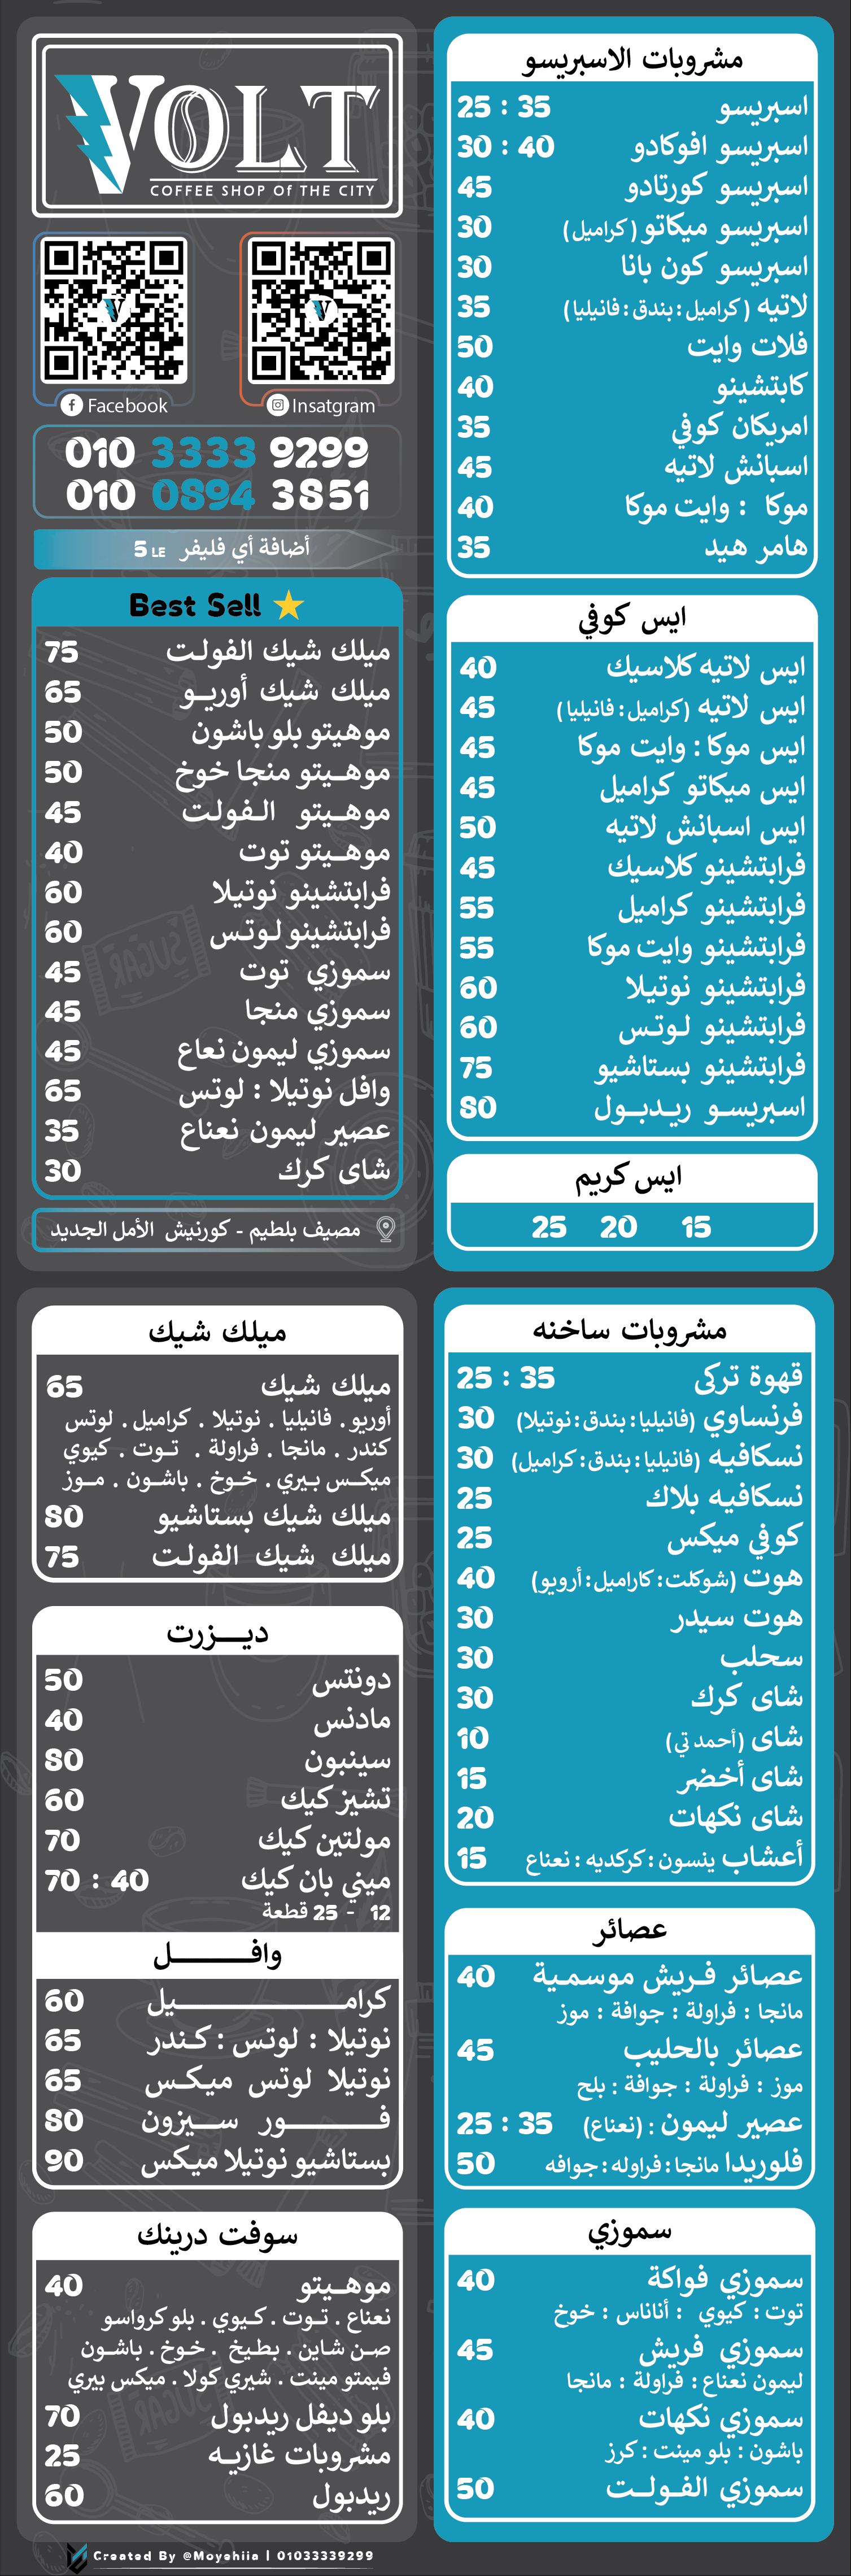 VOLT
COFFEE SHOP Of THE CITY
Facebook
Insatgram
010 3333 9299
010 0894 3851
أضافة أي فليفر 5 LE
Best Sell
ميلك شيك الفولت 75
ميلك شيك أوريو 65
موهيتو بلو باشون 50
موهيتو منجا خوخ 50
موهيتو الفولت 45
موهيتو توت 40
فرابتشينو نوتيلا 60
فرابتشينو لوتس 60
سموزي توت 45
سموزي منجا 45
سموزي ليمون نعاع 45
وافل نوتيلا : لوتس 65
عصير ليمون نعناع 35
شاى كرك 30
مصيف بلطيم - كورنيش الأمل الجديد
مشروبات الاسبريسو
اسبريسو 25 : 35
اسبريسو افوكادو 30 : 40
اسبريسو كورتادو 45
اسبريسو ميكاتو (كراميل) 30
اسبريسو كون بانا 30
لاتيه (كراميل : بندق : فانيليا) 35
فلات وايت 50
كابتشينو 40
امريكان كوفي 35
اسبانش لاتيه 45
موكا : وايت موكا 40
هامر هيد 35
ايس كوفي
ايس لاتيه كلاسيك 40
ايس لاتيه (كراميل : فانيليا) 45
ايس موكا : وايت موكا 45
ايس ميكاتو كراميل 45
ايس اسبانش لاتيه 50
فرابتشينو كلاسيك 45
فرابتشينو كراميل 55
فرابتشينو وايت موكا 55
فرابتشينو نوتيلا 60
فرابتشينو لوتس 60
فرابتشينو بستاشيو 75
اسبريسو ريدبول 80
ايس كريم
25 20 15
مشروبات ساخنه
قهوة تركى 25 : 35
فرنساوي (فانيليا : بندق : نوتيلا) 30
نسكافيه (فانيليا : بندق : كراميل) 30
نسكافيه بلاك 25
كوفي ميكس 25
هوت (شوكلت : كاراميل : أرويو) 40
هوت سيدر 30
سحلب 30
شاى كرك 30
شاى (أحمد تي) 10
شاى أخضر 15
شاى نكهات 20
أعشاب ينسون : كركديه : نعناع 15
عصائر
عصائر فريش موسمية 40
مانجا : فراولة : جوافة : موز
عصائر بالحليب 45
موز : فراولة : جوافة : بلح
عصير ليمون : (نعناع) 25 : 35
فلوريدا مانجا : فراوله : جوافه 50
سموزي
سموزي فواكة 40
توت : كيوي : أناناس : خوخ
سموزي فريش 45
ليمون نعناع : فراولة : مانجا
سموزي نكهات 40
باشون : بلو مينت : كرز
سموزي الفولت 50
ميلك شيك
ميلك شيك 65
أوريو . فانيليا . نوتيلا . كراميل . لوتس
كندر . مانجا . فراولة . توت . كيوي
ميكس بيري . خوخ . باشون . موز
ميلك شيك بستاشيو 80
ميلك شيك الفولت 75
ديزرت
دونتس 50
مادنس 40
سينبون 80
تشيز كيك 60
مولتين كيك 70
ميني بان كيك 70 : 40
12 - 25 قطعة
وافل
كراميل 60
نوتيلا : لوتس : كندر 65
نوتيلا لوتس ميكس 65
فور سيزون 80
بستاشيو نوتيلا ميكس 90
سوفت درينك
موهيتو 40
نعناع . توت . كيوي . بلو كرواسو
صن شاين . بطيخ . خوخ . باشون
فيمتو مينت . شيري كولا . ميكس بيري
بلو ديفل ريدبول 70
مشروبات غازيه 25
ريدبول 60
Created By @Moyehiia | 01033339299
SUGAR